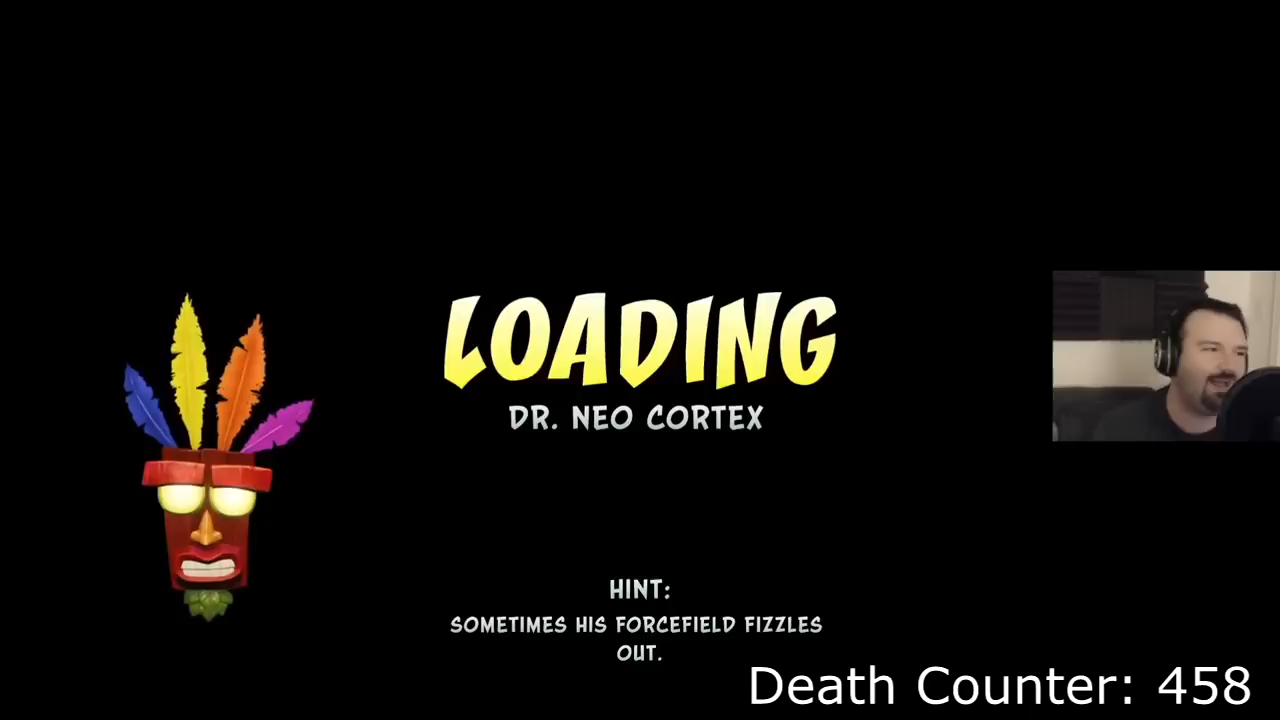 LOADING
DR. NEO CORTEX
HINT:
SOMETIMES HIS FORCEFIELD FIZZLES
OUT.
Death Counter: 458